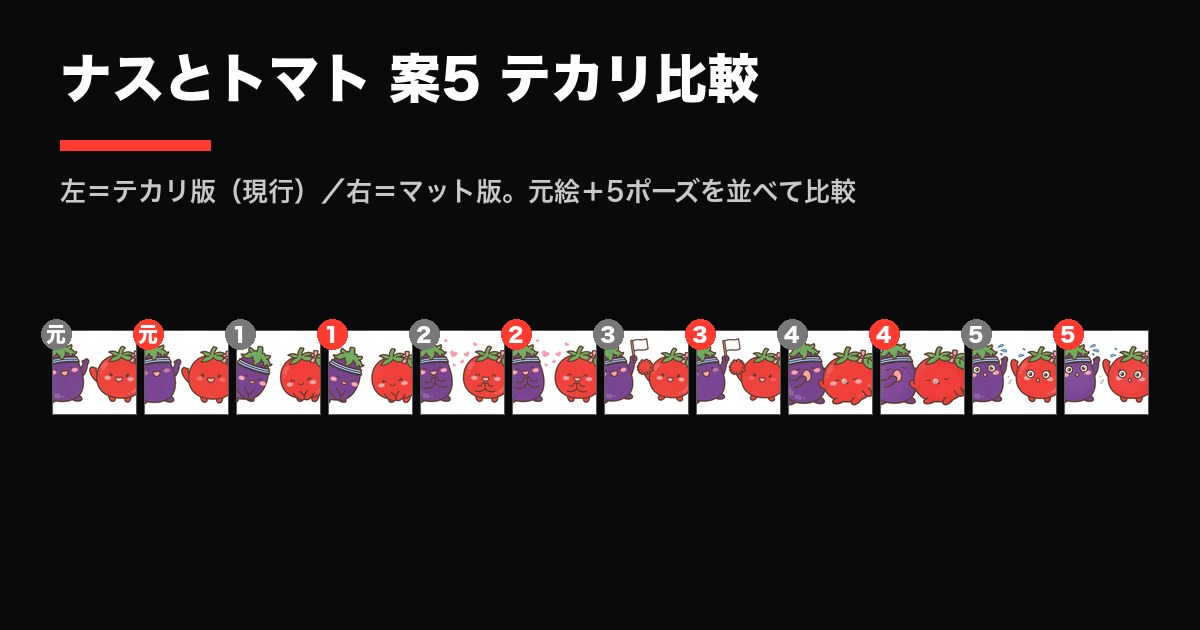 ナスとトマト 案5 テカリ比較
左＝テカリ版（現行）／右＝マット版。元絵＋5ポーズを並べて比較
元 元 1 1 2 2 3 3 4 4 5 5